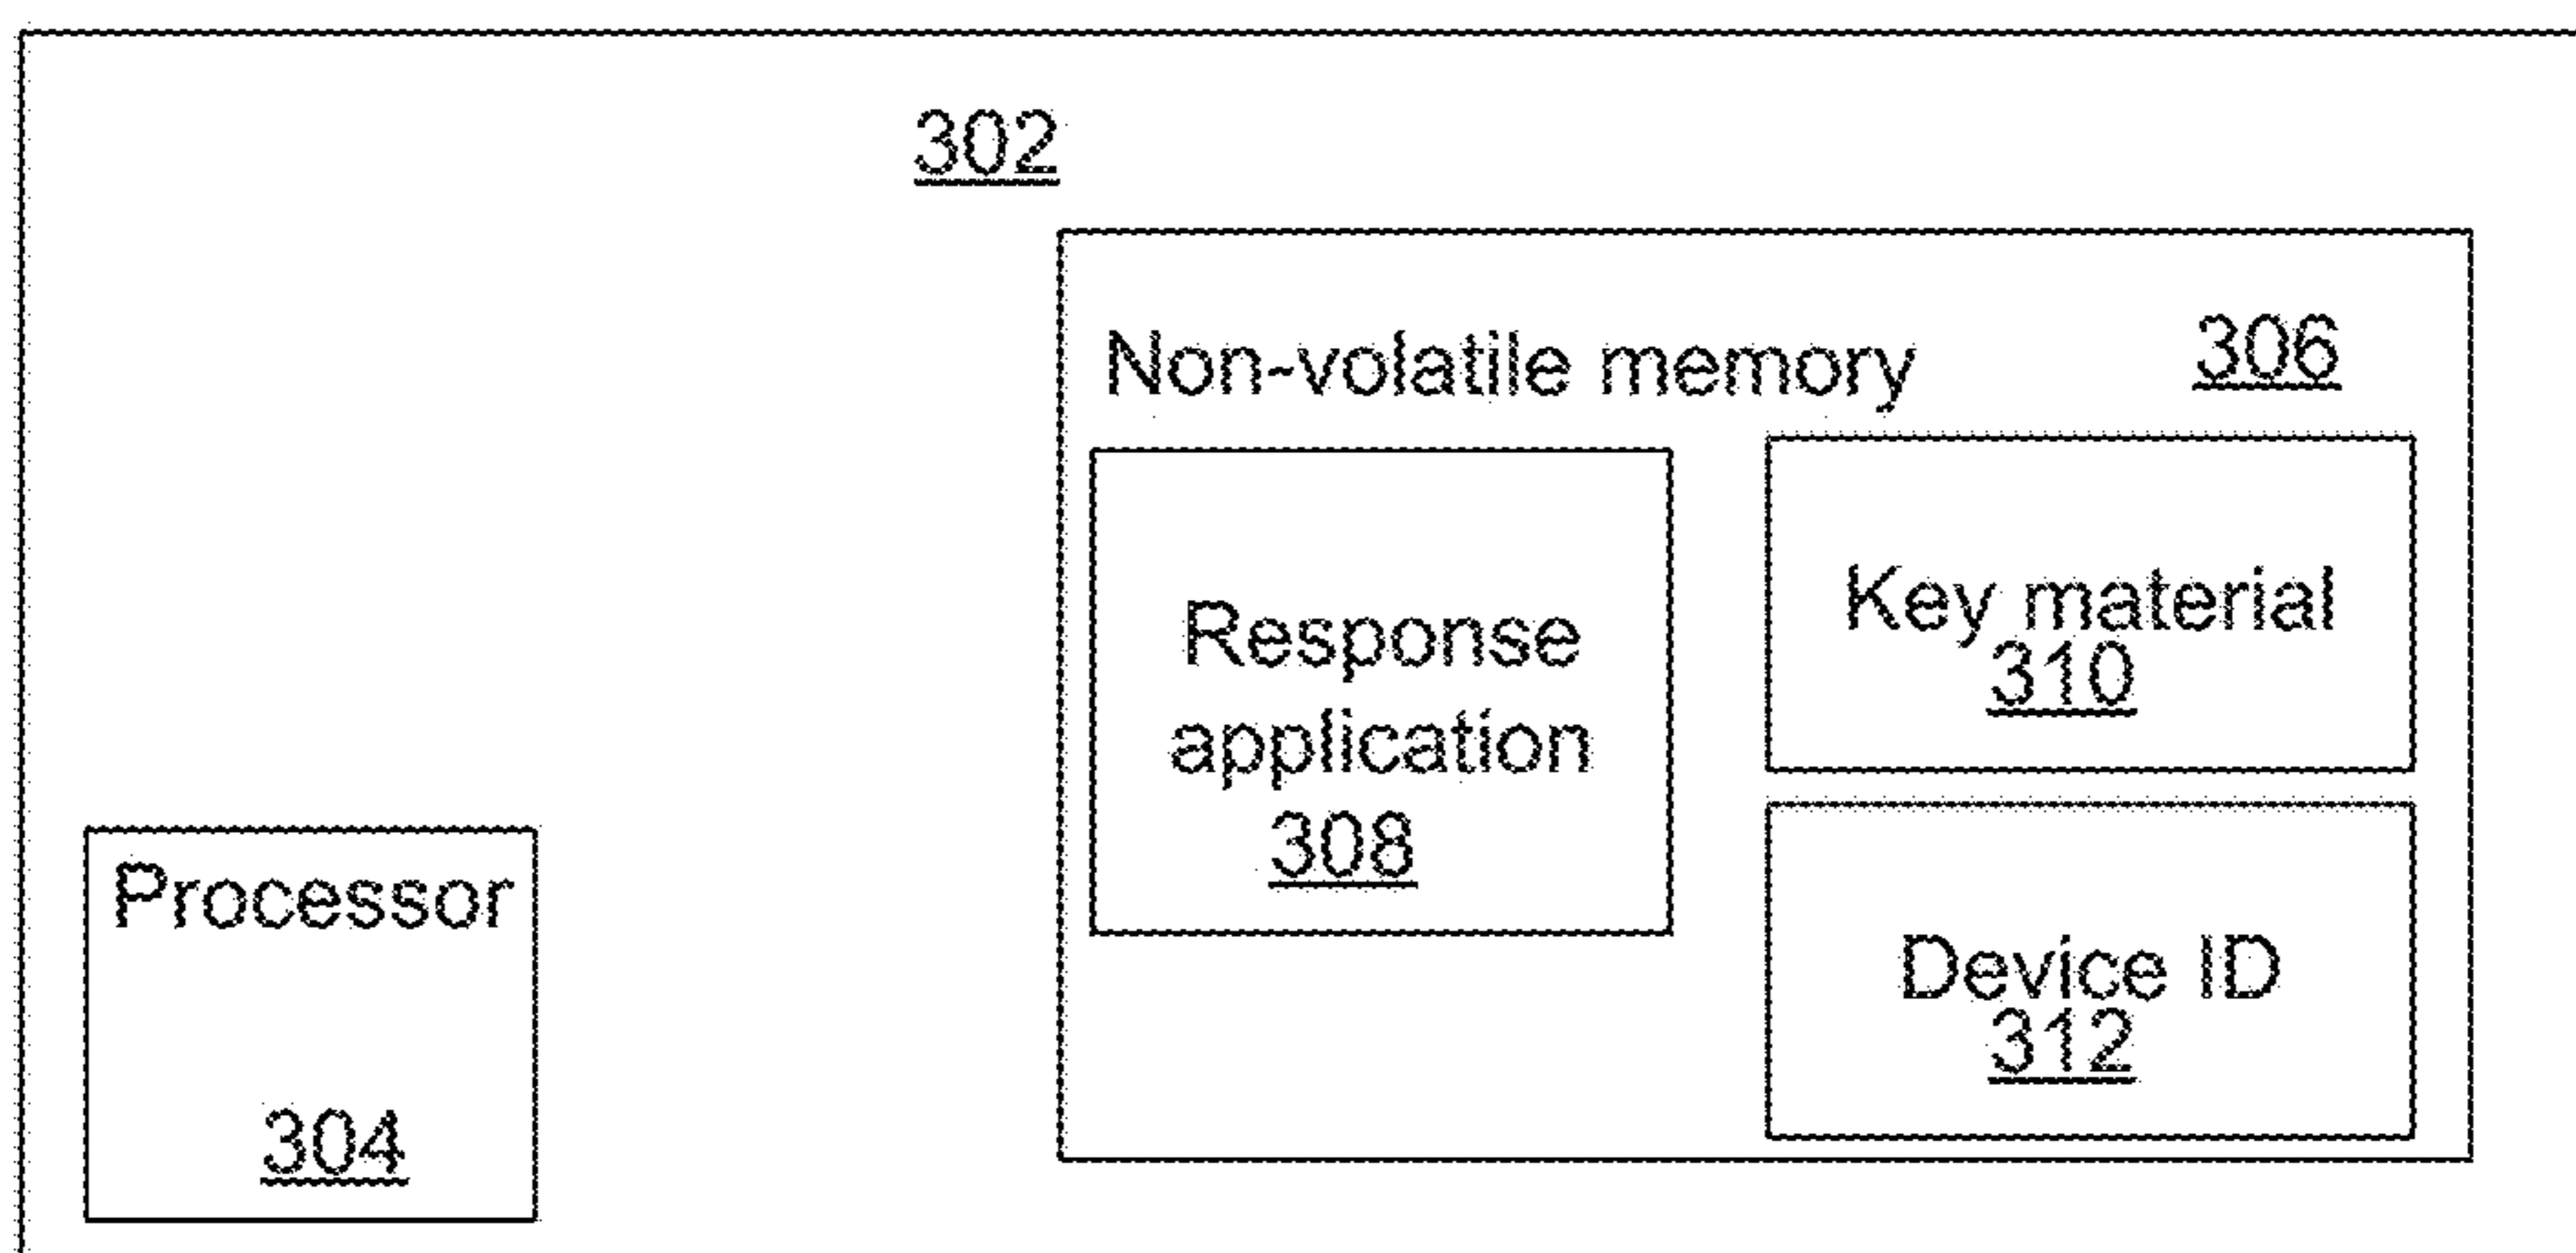 302
Non-volatile memory 306
Response
application
308
Key material
310
Device ID
312
Processor
304